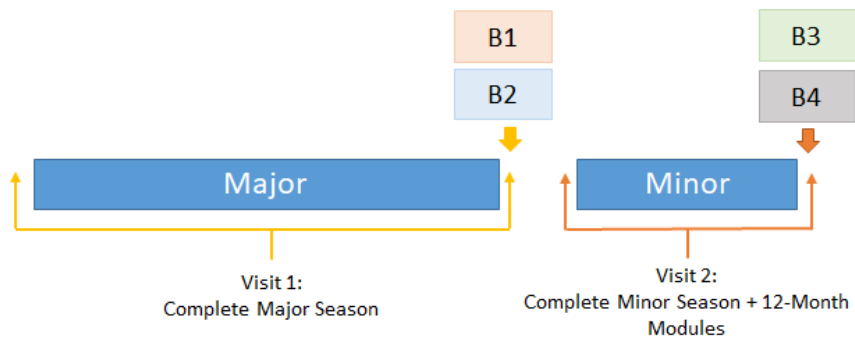 B1
B2
B3
B4
Major
Minor
Visit 1:
Complete Major Season
Visit 2:
Complete Minor Season + 12-Month
Modules